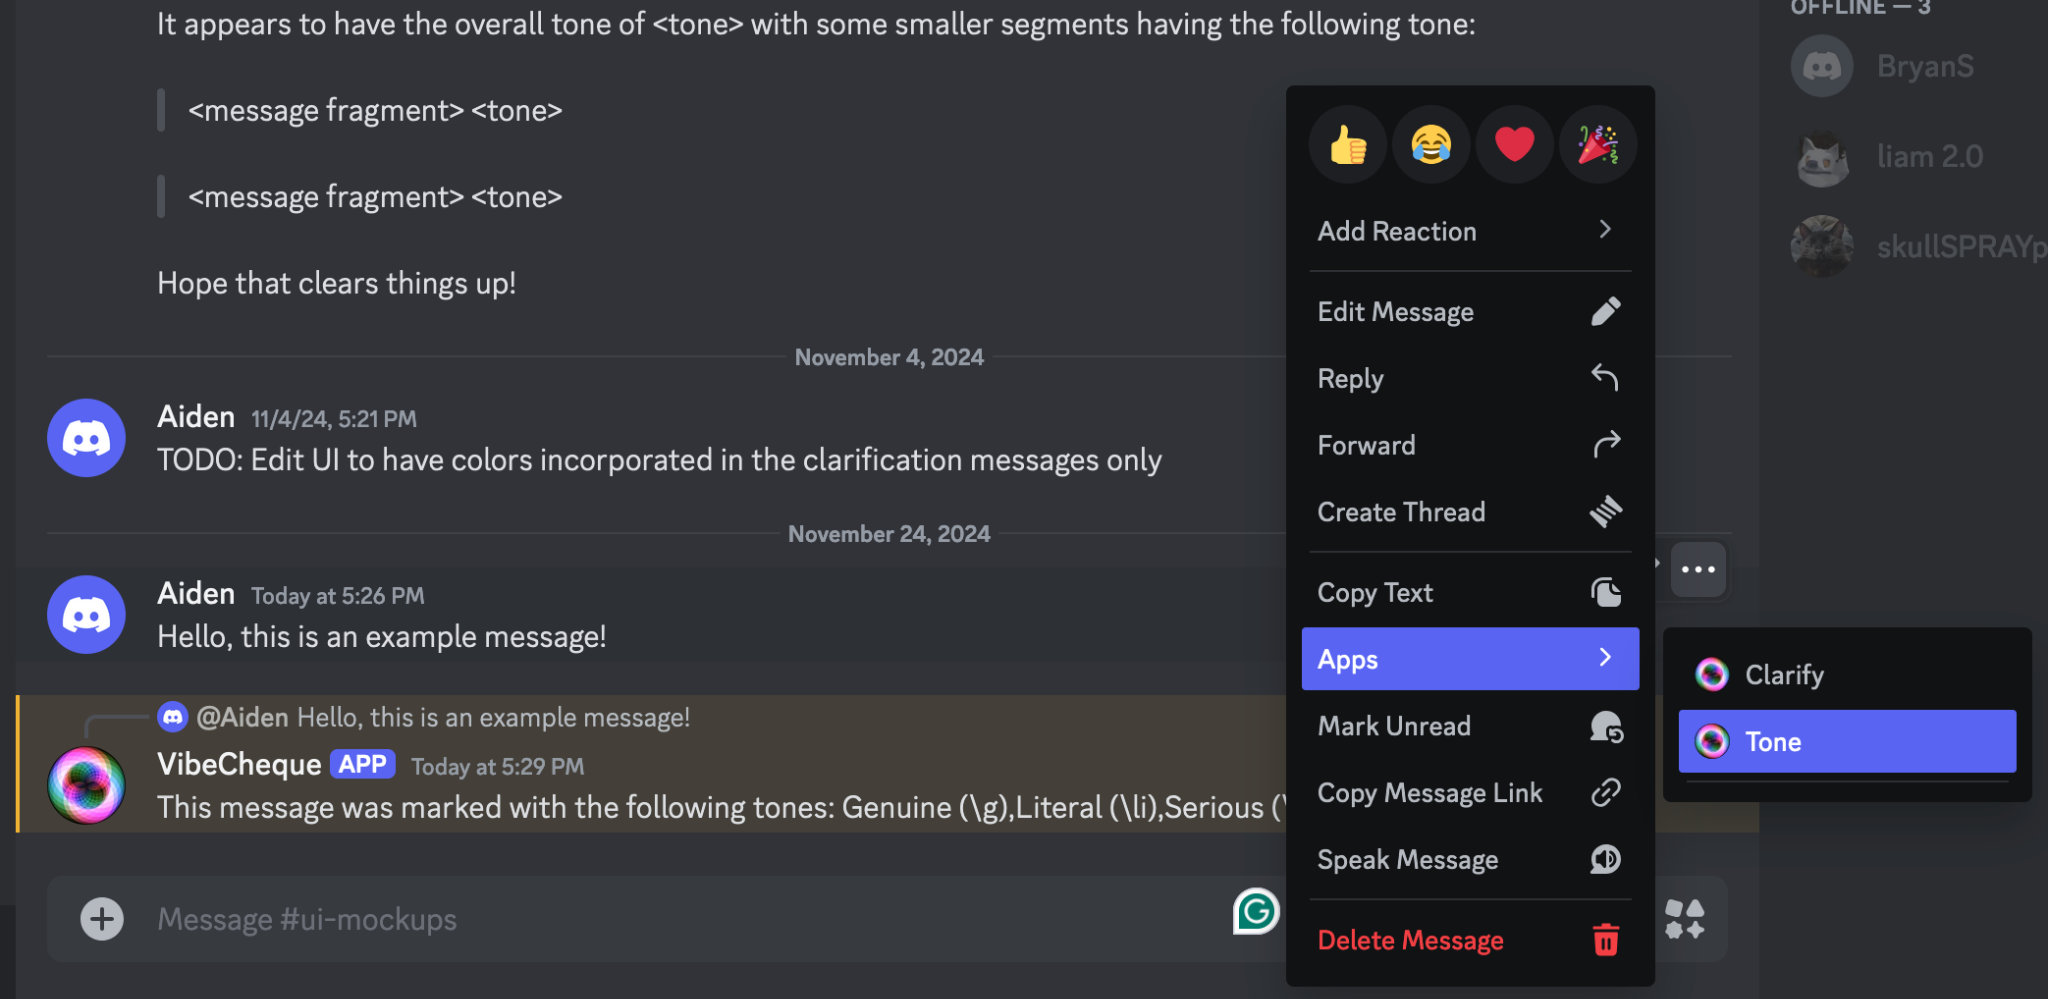 It appears to have the overall tone of <tone> with some smaller segments having the following tone:
<message fragment> <tone>
<message fragment> <tone>
Hope that clears things up!
November 4, 2024
Aiden 11/4/24, 5:21 PM
TODO: Edit UI to have colors incorporated in the clarification messages only
November 24, 2024
Aiden Today at 5:26 PM
Hello, this is an example message!
@Aiden Hello, this is an example message!
VibeCheque APP Today at 5:29 PM
This message was marked with the following tones: Genuine (\g),Literal (\li),Serious (\
Message #ui-mockups
Add Reaction
Edit Message
Reply
Forward
Create Thread
Copy Text
Apps
Mark Unread
Copy Message Link
Speak Message
Delete Message
Clarify
Tone
OFFLINE — 3
BryanS
liam 2.0
skullSPRAYp